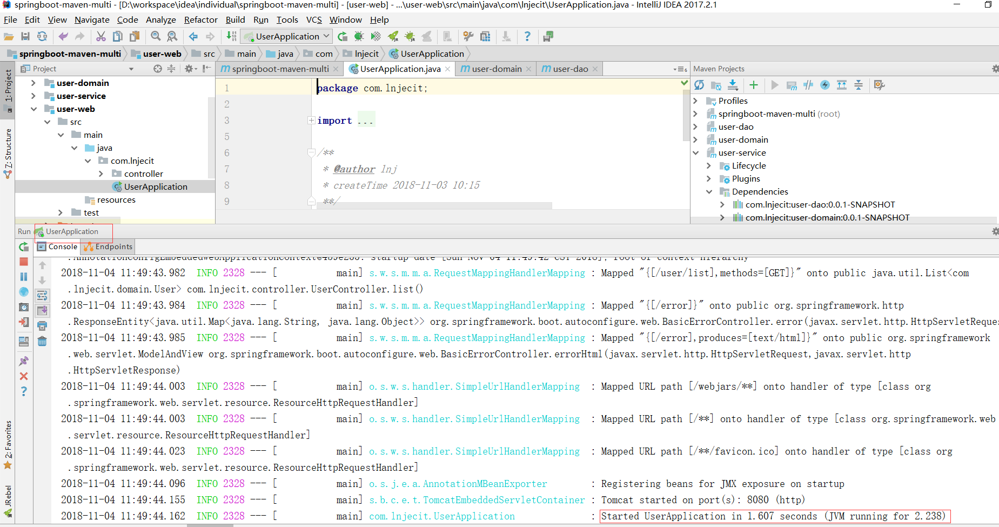 springboot-maven-multi - [D:\workspace\idea\individual\springboot-maven-multi] - [user-web] - ...\user-web\src\main\java\com\lnjecit\UserApplication.java - IntelliJ IDEA 2017.2.1
File Edit View Navigate Code Analyze Refactor Build Run Tools VCS Window Help
UserApplication
springboot-maven-multi user-web src main java com lnjecit UserApplication
1: Project
Z: Structure
2: Favorites
JRebel
Project
user-domain
user-service
user-web
src
main
java
com.lnjecit
controller
UserApplication
resources
test
springboot-maven-multi UserApplication.java user-domain user-dao
1 package com.lnjecit;
2
3 import ...
5
6 /**
7 * @author lnj
8 * createTime 2018-11-03 10:15
9 **/
Maven Projects
Profiles
springboot-maven-multi (root)
user-dao
user-domain
user-service
Lifecycle
Plugins
Dependencies
com.lnjecit:user-dao:0.0.1-SNAPSHOT
com.lnjecit:user-domain:0.0.1-SNAPSHOT
Run UserApplication
Console Endpoints
2018-11-04 11:49:43.982 INFO 2328 --- [ main] s.w.s.m.m.a.RequestMappingHandlerMapping : Mapped "{[/user/list],methods=[GET]}" onto public java.util.List<com
.lnjecit.domain.User> com.lnjecit.controller.UserController.list()
2018-11-04 11:49:43.984 INFO 2328 --- [ main] s.w.s.m.m.a.RequestMappingHandlerMapping : Mapped "{[/error]}" onto public org.springframework.http
.ResponseEntity<java.util.Map<java.lang.String, java.lang.Object>> org.springframework.boot.autoconfigure.web.BasicErrorController.error(javax.servlet.http.HttpServletReque
2018-11-04 11:49:43.985 INFO 2328 --- [ main] s.w.s.m.m.a.RequestMappingHandlerMapping : Mapped "{[/error],produces=[text/html]}" onto public org.springframework
.web.servlet.ModelAndView org.springframework.boot.autoconfigure.web.BasicErrorController.errorHtml(javax.servlet.http.HttpServletRequest,javax.servlet.http
.HttpServletResponse)
2018-11-04 11:49:44.003 INFO 2328 --- [ main] o.s.w.s.handler.SimpleUrlHandlerMapping : Mapped URL path [/webjars/**] onto handler of type [class org
.springframework.web.servlet.resource.ResourceHttpRequestHandler]
2018-11-04 11:49:44.003 INFO 2328 --- [ main] o.s.w.s.handler.SimpleUrlHandlerMapping : Mapped URL path [/**] onto handler of type [class org.springframework.web
.servlet.resource.ResourceHttpRequestHandler]
2018-11-04 11:49:44.023 INFO 2328 --- [ main] o.s.w.s.handler.SimpleUrlHandlerMapping : Mapped URL path [/**/favicon.ico] onto handler of type [class org
.springframework.web.servlet.resource.ResourceHttpRequestHandler]
2018-11-04 11:49:44.096 INFO 2328 --- [ main] o.s.j.e.a.AnnotationMBeanExporter : Registering beans for JMX exposure on startup
2018-11-04 11:49:44.155 INFO 2328 --- [ main] s.b.c.e.t.TomcatEmbeddedServletContainer : Tomcat started on port(s): 8080 (http)
2018-11-04 11:49:44.162 INFO 2328 --- [ main] com.lnjecit.UserApplication : Started UserApplication in 1.607 seconds (JVM running for 2.238)